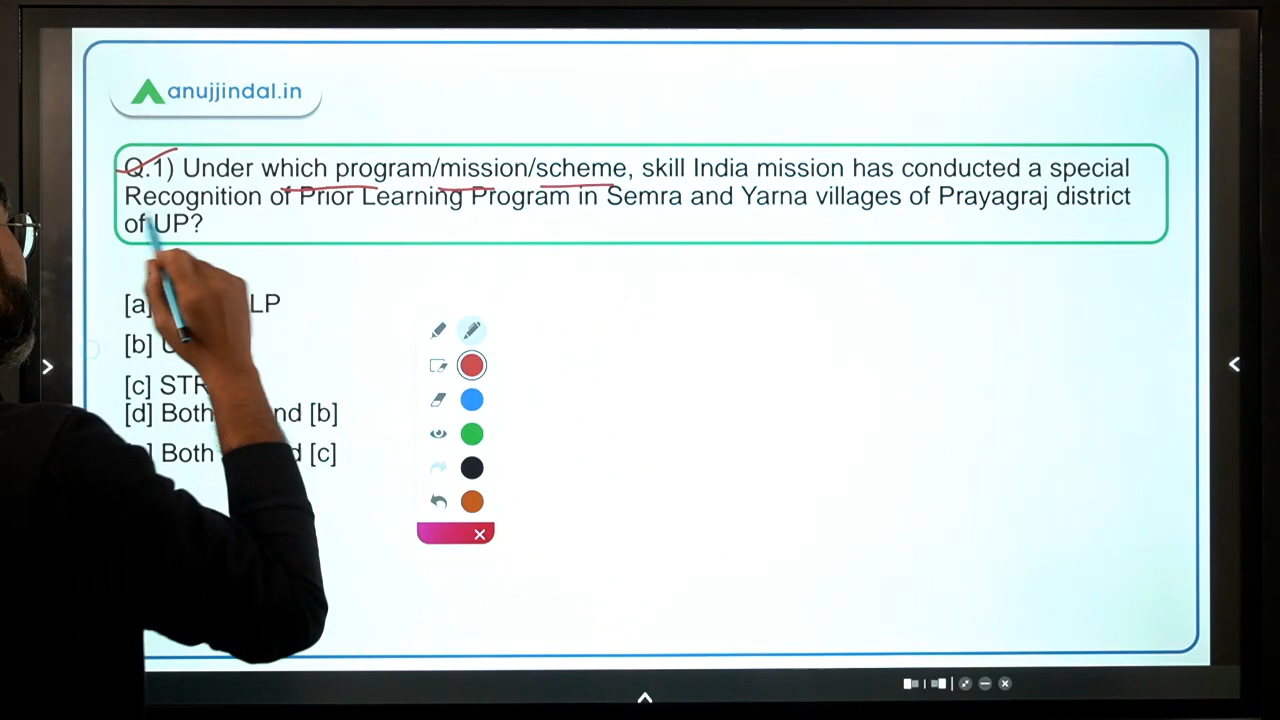 anujjindal.in
Q.1) Under which program/mission/scheme, skill India mission has conducted a special
Recognition of Prior Learning Program in Semra and Yarna villages of Prayagraj district
of UP?
[a] LP
[b]
[c] STR
[d] Both nd [b]
Both d [c]